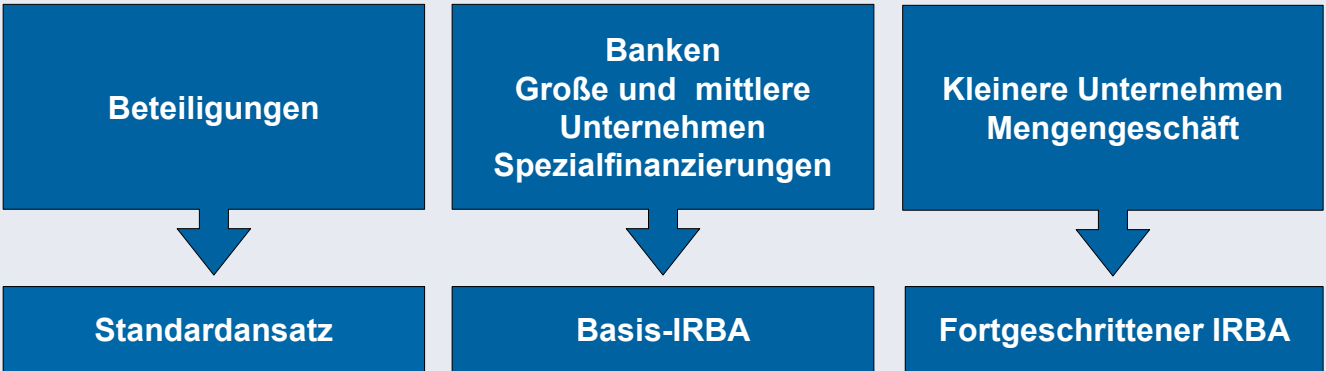 Beteiligungen
Banken
Große und mittlere
Unternehmen
Spezialfinanzierungen
Kleinere Unternehmen
Mengengeschäft
Standardansatz
Basis-IRBA
Fortgeschrittener IRBA